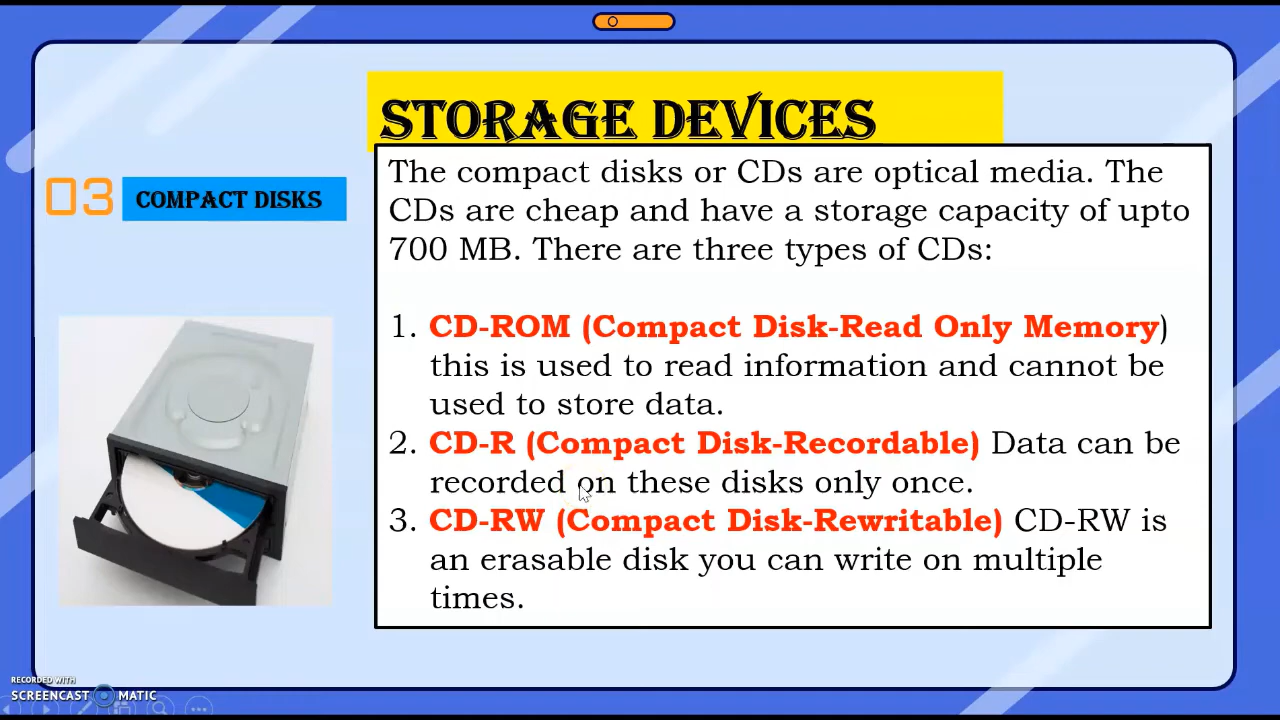 STORAGE DEVICES
03 COMPACT DISKS
The compact disks or CDs are optical media. The
CDs are cheap and have a storage capacity of upto
700 MB. There are three types of CDs:
1. CD-ROM (Compact Disk-Read Only Memory)
this is used to read information and cannot be
used to store data.
2. CD-R (Compact Disk-Recordable) Data can be
recorded on these disks only once.
3. CD-RW (Compact Disk-Rewritable) CD-RW is
an erasable disk you can write on multiple
times.
RECORDED WITH
SCREENCAST MATIC